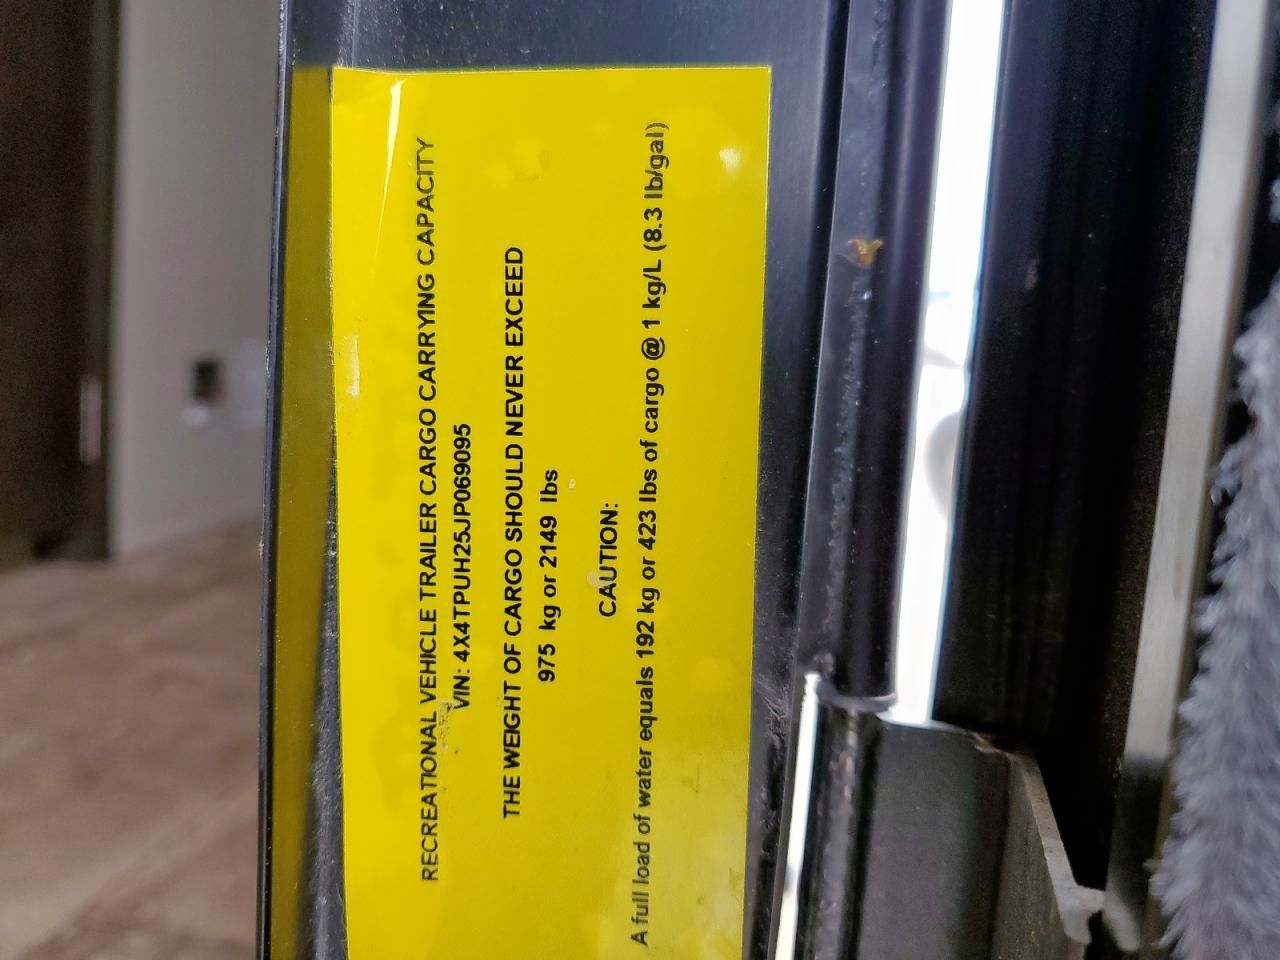 RECREATIONAL VEHICLE TRAILER CARGO CARRYING CAPACITY
VIN: 4X4TPUH25JP069095
THE WEIGHT OF CARGO SHOULD NEVER EXCEED
975 kg or 2149 lbs
CAUTION:
A full load of water equals 192 kg or 423 lbs of cargo @ 1 kg/L (8.3 lb/gal)